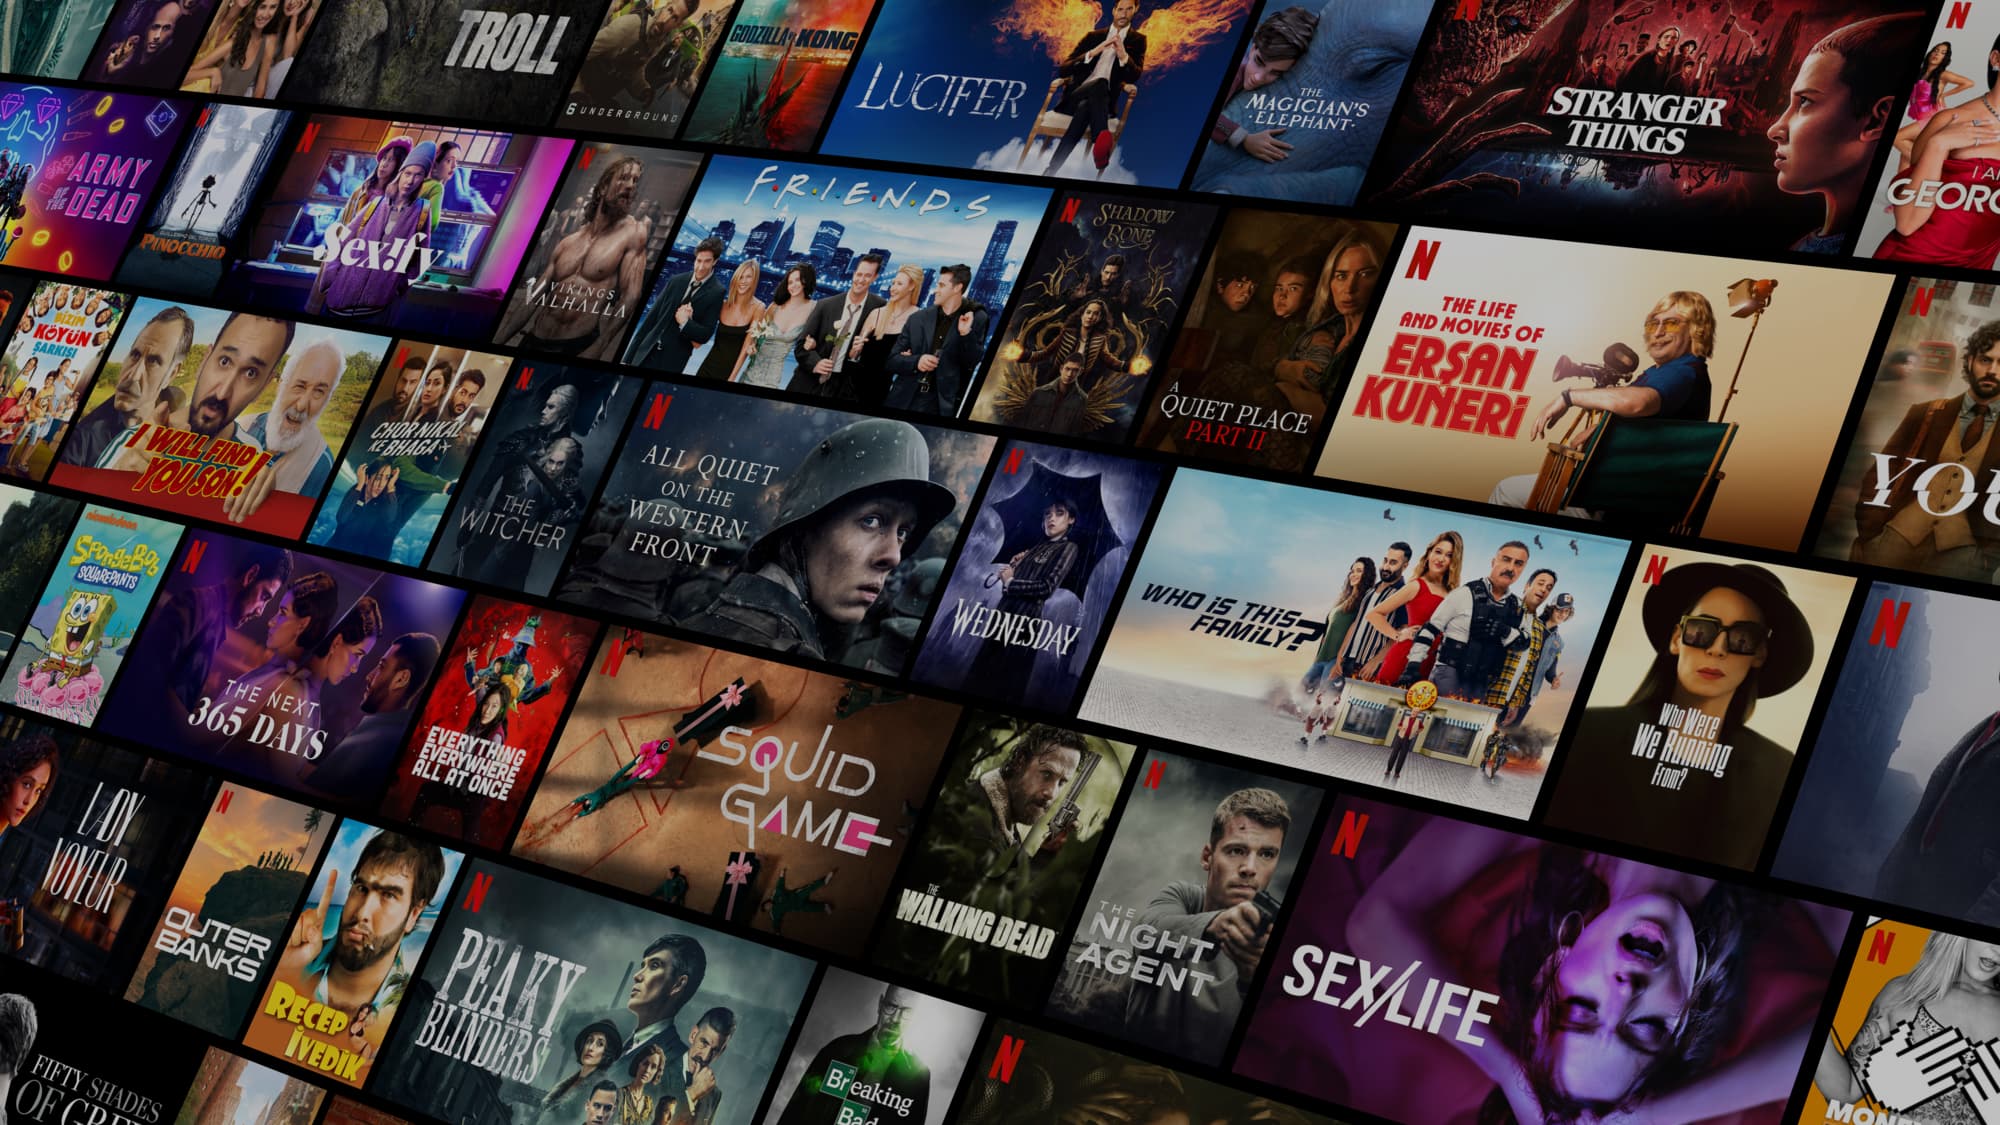 TROLL
6 UNDERGROUND
GODZILLA KONG
LUCIFER
THE
MAGICIAN'S
·ELEPHANT·
N
STRANGER
THINGS
N
I A
GEORG
ARMY
OF THE
DEAD
PINOCCHIO
N
Sex!fy
N
VIKINGS
VALHALLA
F·R·I·E·N·D·S
N
SHADOW
BONE
A
QUIET PLACE
PART II
N
THE LIFE
AND MOVIES OF
ERŞAN
KUNERİ
N
YOU
BİZİM
KÖYÜN
ŞARKISI
I WILL FIND
YOU SON!
N
CHOR NIKAL
KE BHAGA
N
THE
WITCHER
N
ALL QUIET
ON THE
WESTERN
FRONT
N
WEDNESDAY
WHO IS THIS
FAMILY?
N
Who Were
We Running
From?
N
nickelodeon
SpongeBob
SQUAREPANTS
N
THE NEXT
365 DAYS
EVERYTHING
EVERYWHERE
ALL AT ONCE
N
SQUID
GAME
THE
WALKING DEAD
N
THE
NIGHT
AGENT
N
SEX/LIFE
N
MON
LADY
VOYEUR
N
OUTER
BANKS
RECEP
İVEDİK
N
PEAKY
BLINDERS
Breaking
Bad
N
FIFTY SHADES
OF GRE